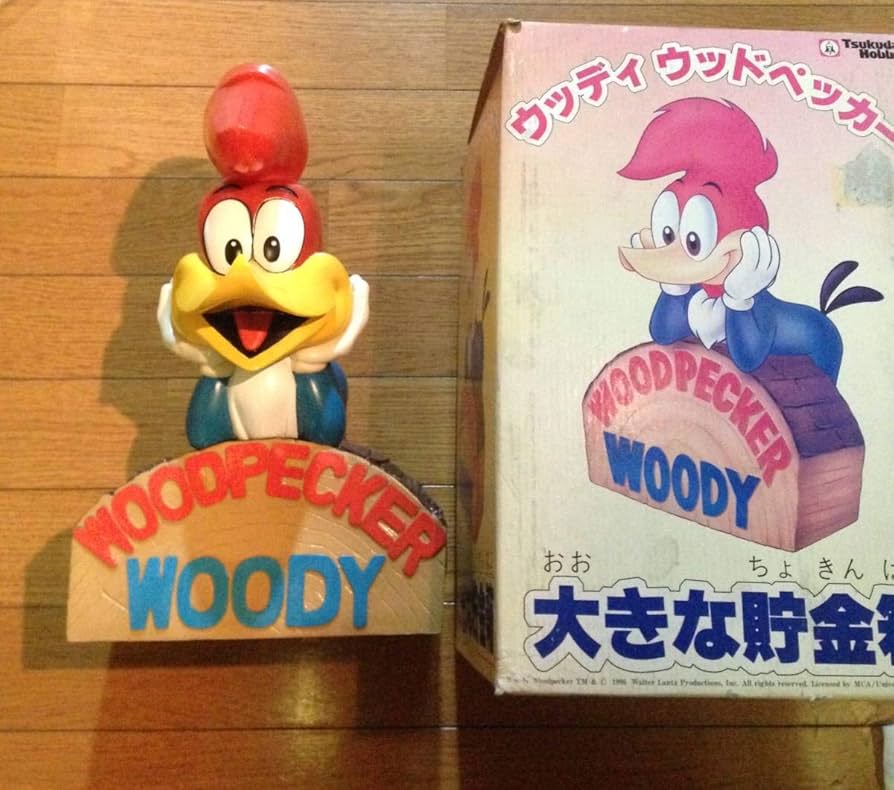 WOODPECKER
WOODY
Tsukuda
Hobby
ウッディ ウッドペッカー
WOODPECKER
WOODY
おお ちょ きん
大きな貯金箱
Woodpecker TM & © 1996 Walter Lantz Productions, Inc. All rights reserved. Licensed by MCA/